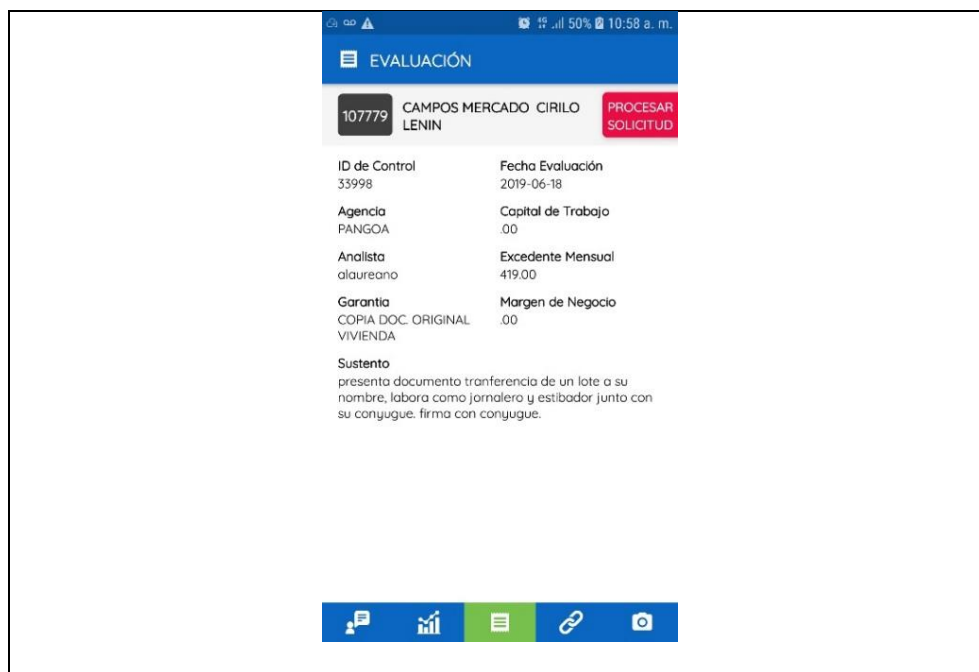 4G 50% 10:58 a. m.
EVALUACIÓN
107779
CAMPOS MERCADO CIRILO
LENIN
PROCESAR
SOLICITUD
ID de Control
33998
Fecha Evaluación
2019-06-18
Agencia
PANGOA
Capital de Trabajo
.00
Analista
alaureano
Excedente Mensual
419.00
Garantia
COPIA DOC. ORIGINAL
VIVIENDA
Margen de Negocio
.00
Sustento
presenta documento tranferencia de un lote a su
nombre, labora como jornalero y estibador junto con
su conyugue. firma con conyugue.